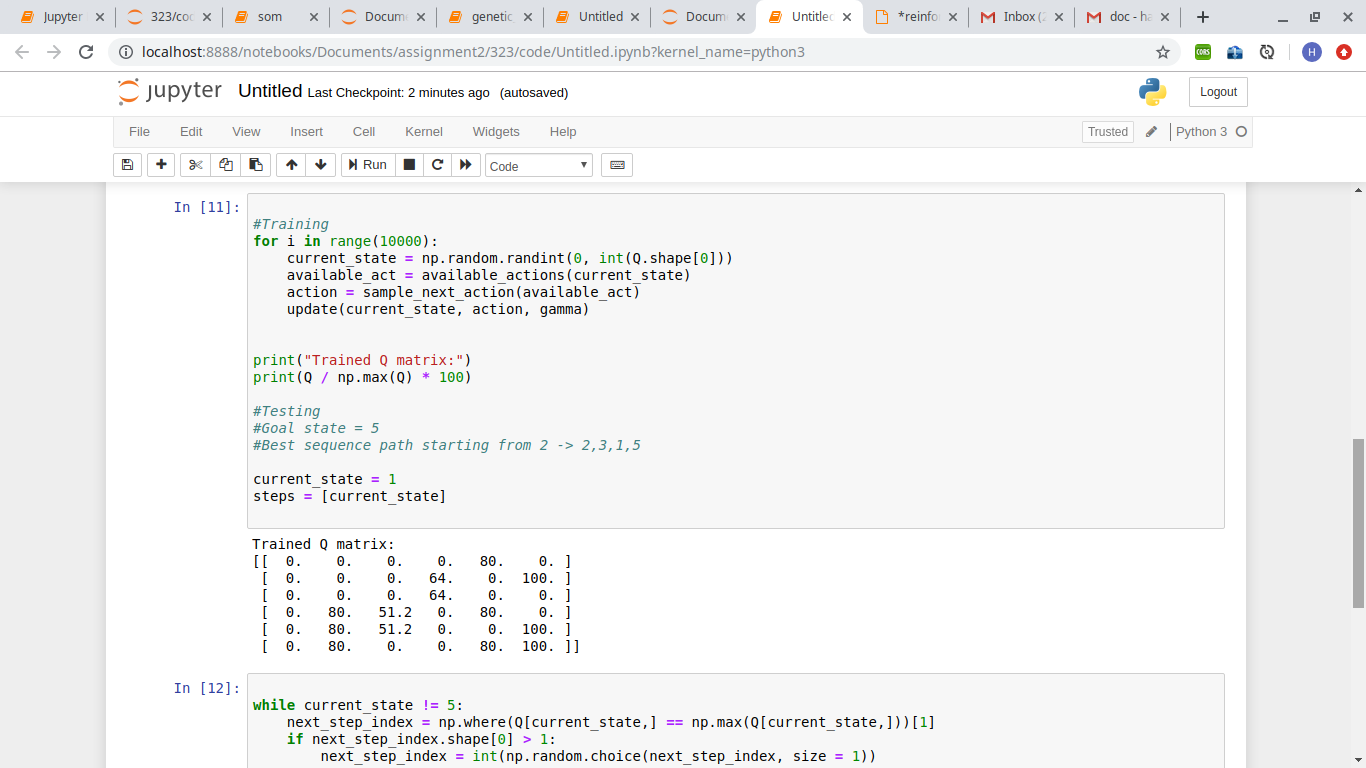 Jupyter
323/coc
som
Docum
genetic
Untitled
Docum
Untitled
*reinfo
Inbox (2
doc - ha
localhost:8888/notebooks/Documents/assignment2/323/code/Untitled.ipynb?kernel_name=python3
CORS
H
jupyter Untitled Last Checkpoint: 2 minutes ago (autosaved)
Logout
File Edit View Insert Cell Kernel Widgets Help
Trusted
Python 3
Run
Code
In [11]:
#Training
for i in range(10000):
    current_state = np.random.randint(0, int(Q.shape[0]))
    available_act = available_actions(current_state)
    action = sample_next_action(available_act)
    update(current_state, action, gamma)
print("Trained Q matrix:")
print(Q / np.max(Q) * 100)
#Testing
#Goal state = 5
#Best sequence path starting from 2 -> 2,3,1,5
current_state = 1
steps = [current_state]
Trained Q matrix:
[[  0.    0.    0.    0.   80.    0. ]
 [  0.    0.    0.   64.    0.  100. ]
 [  0.    0.    0.   64.    0.    0. ]
 [  0.   80.   51.2   0.   80.    0. ]
 [  0.   80.   51.2   0.    0.  100. ]
 [  0.   80.    0.    0.   80.  100. ]]
In [12]:
while current_state != 5:
    next_step_index = np.where(Q[current_state,] == np.max(Q[current_state,]))[1]
    if next_step_index.shape[0] > 1:
        next_step_index = int(np.random.choice(next_step_index, size = 1))